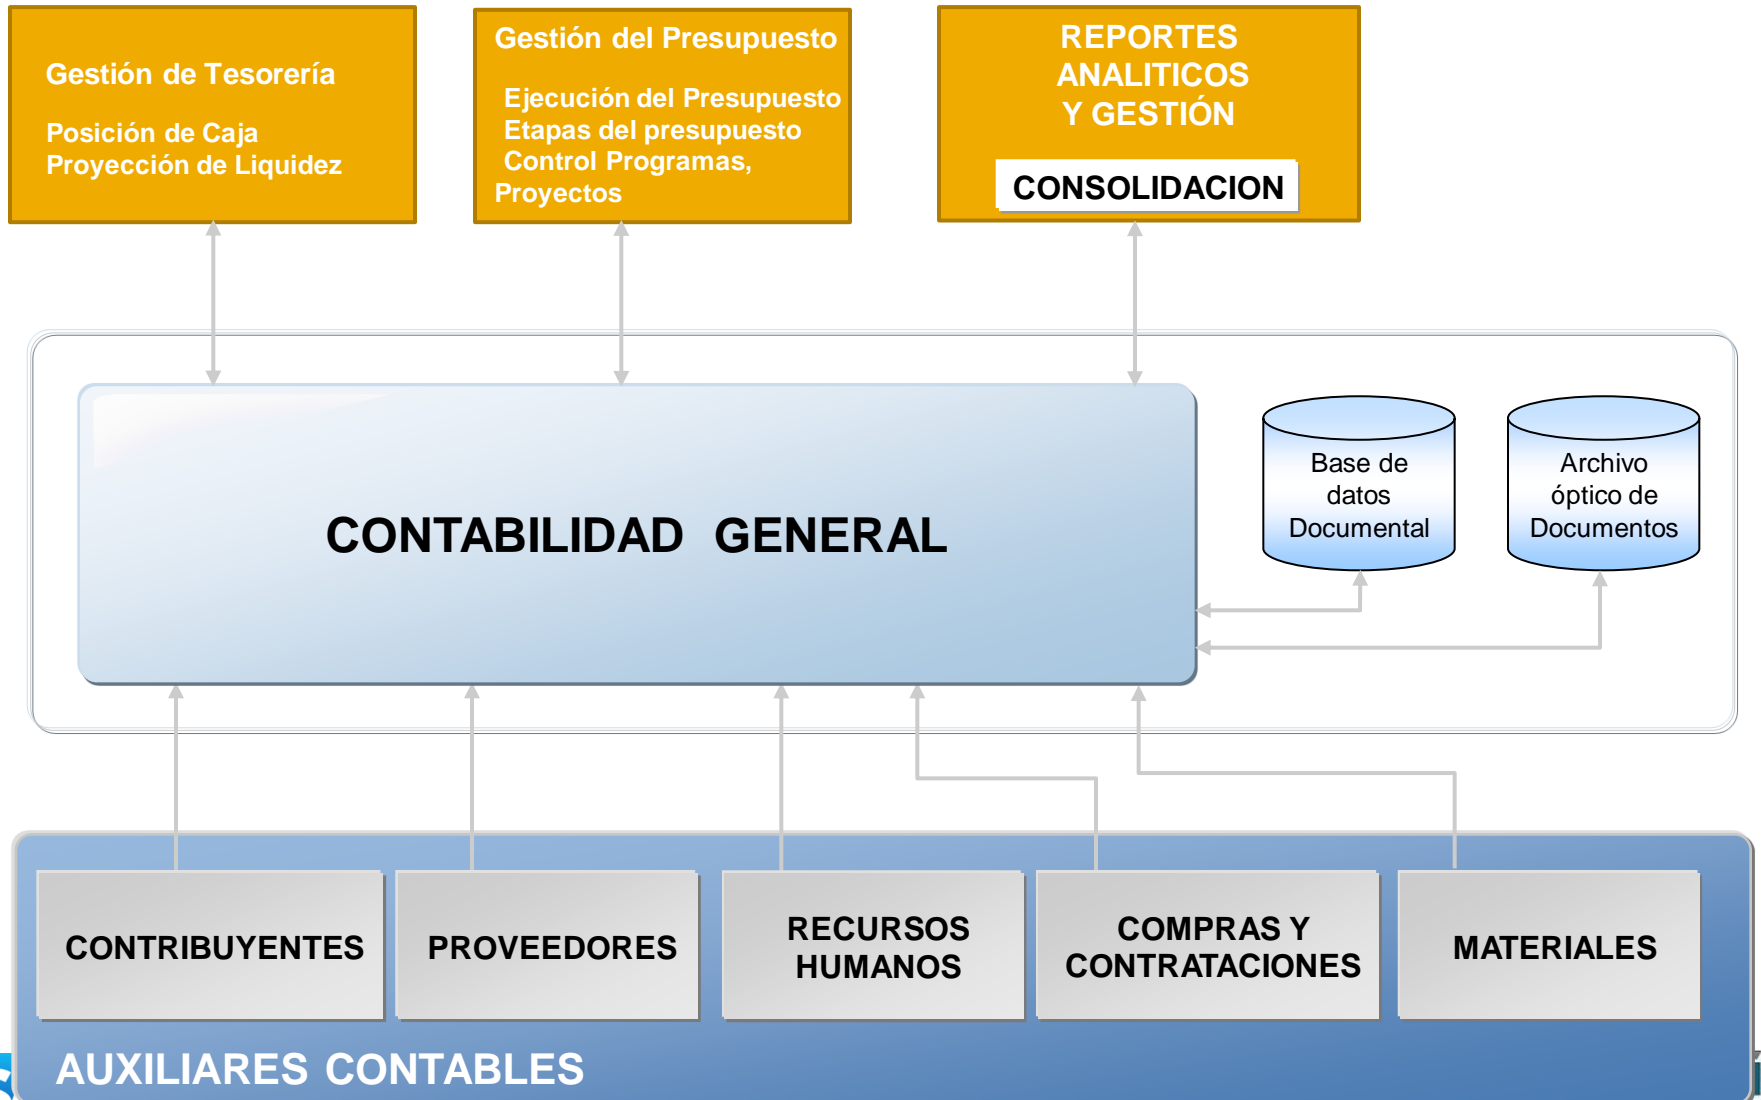 Gestión de Tesorería
Posición de Caja
Proyección de Liquidez
Gestión del Presupuesto
Ejecución del Presupuesto
Etapas del presupuesto
Control Programas,
Proyectos
REPORTES
ANALITICOS
Y GESTIÓN
CONSOLIDACION
CONTABILIDAD GENERAL
Base de
datos
Documental
Archivo
óptico de
Documentos
CONTRIBUYENTES
PROVEEDORES
RECURSOS
HUMANOS
COMPRAS Y
CONTRATACIONES
MATERIALES
AUXILIARES CONTABLES